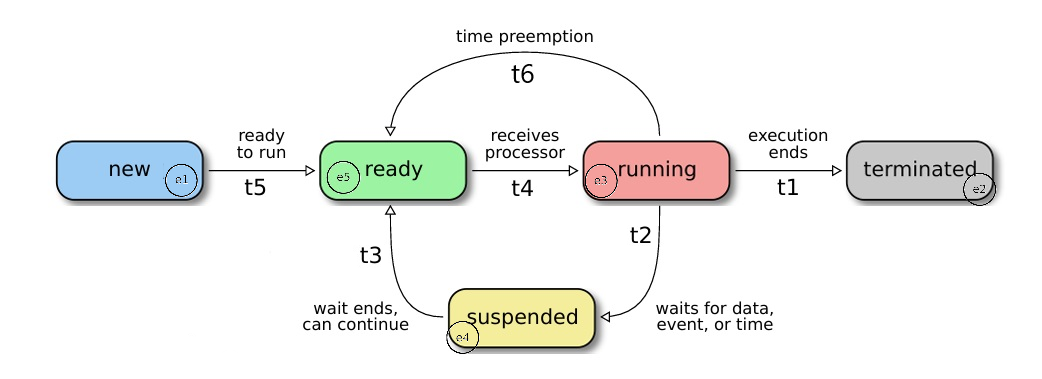 time preemption
t6
ready
to run
t5
receives
processor
t4
execution
ends
t1
new
e1
ready
e5
running
e3
terminated
e2
t3
t2
wait ends,
can continue
suspended
e4
waits for data,
event, or time